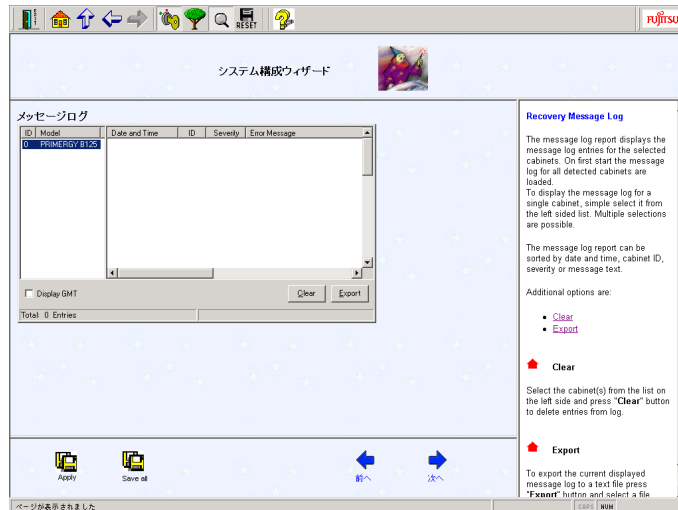 RESET
FUJITSU
システム構成ウィザード
メッセージログ
ID Model Date and Time ID Severity Error Message
0 PRIMERGY B125
Display GMT
Clear Export
Total 0 Entries
Apply
Save all
前へ
次へ
ページが表示されました
CAPS NUM
Recovery Message Log
The message log report displays the
message log entries for the selected
cabinets. On first start the message
log for all detected cabinets are
loaded.
To display the message log for a
single cabinet, simple select it from
the left sided list. Multiple selections
are possible.
The message log report can be
sorted by date and time, cabinet ID,
severity or message text.
Additional options are:
Clear
Export
Clear
Select the cabinet(s) from the list on
the left side and press "Clear" button
to delete entries from log.
Export
To export the current displayed
message log to a text file press
"Export" button and select a file